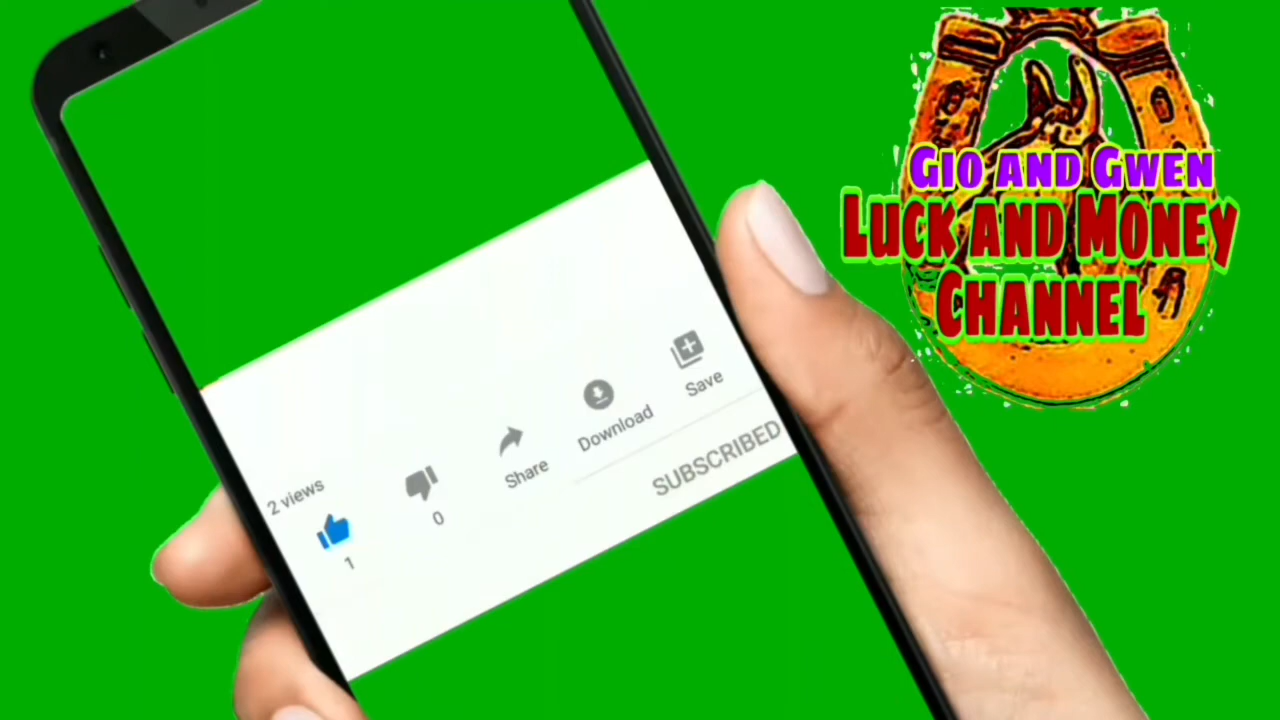 GIO AND GWEN
LUCK AND MONEY
CHANNEL
2 views
1
0
Share
Download
Save
SUBSCRIBED